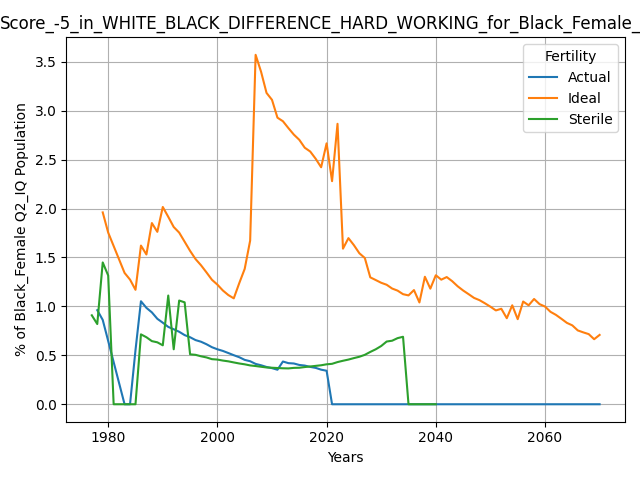 Score_-5_in_WHITE_BLACK_DIFFERENCE_HARD_WORKING_for_Black_Female_
% of Black_Female Q2_IQ Population
3.5
3.0
2.5
2.0
1.5
1.0
0.5
0.0
Fertility
Actual
Ideal
Sterile
1980
2000
2020
2040
2060
Years